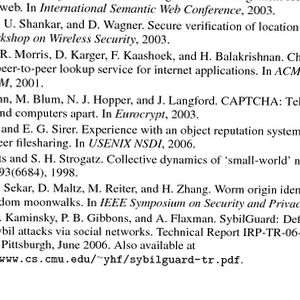 web. In International Semantic Web Conference, 2003.
U. Shankar, and D. Wagner. Secure verification of location
kshop on Wireless Security, 2003.
R. Morris, D. Karger, F. Kaashoek, and H. Balakrishnan. Ch
peer-to-peer lookup service for internet applications. In ACM
M, 2001.
nn, M. Blum, N. J. Hopper, and J. Langford. CAPTCHA: Tel
and computers apart. In Eurocrypt, 2003.
and E. G. Sirer. Experience with an object reputation system
eer filesharing. In USENIX NSDI, 2006.
ts and S. H. Strogatz. Collective dynamics of 'small-world' n
93(6684), 1998.
Sekar, D. Maltz, M. Reiter, and H. Zhang. Worm origin iden
dom moonwalks. In IEEE Symposium on Security and Privac
. Kaminsky, P. B. Gibbons, and A. Flaxman. SybilGuard: Def
ybil attacks via social networks. Technical Report IRP-TR-06-
Pittsburgh, June 2006. Also available at
www.cs.cmu.edu/~yhf/sybilguard-tr.pdf.